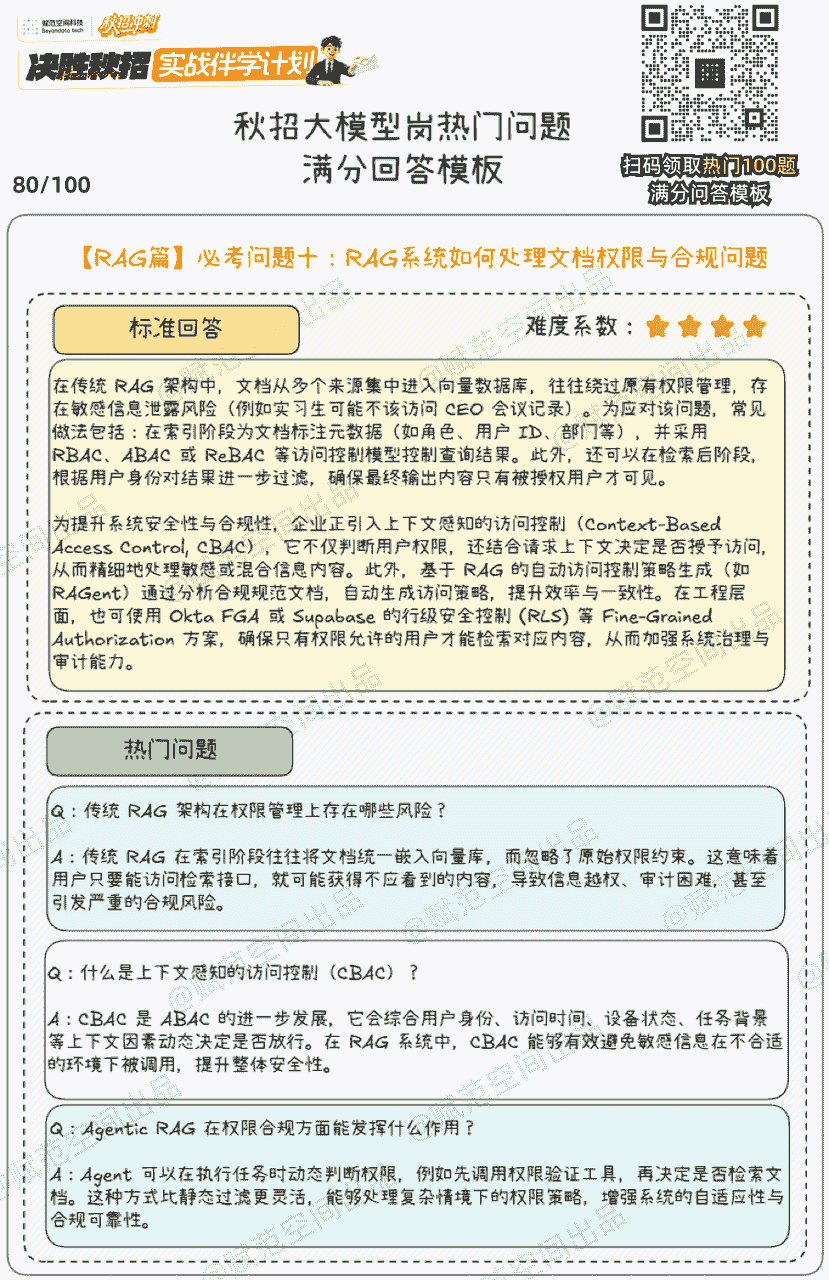 赋范空间科技
Beyondata tech
秋招冲刺
决胜秋招 实战伴学计划
秋招大模型岗热门问题
满分回答模板
80/100
扫码领取热门100题
满分问答模板
【RAG篇】必考问题十：RAG系统如何处理文档权限与合规问题
标准回答
难度系数：
在传统 RAG 架构中，文档从多个来源集中进入向量数据库，往往绕过原有权限管理，存
在敏感信息泄露风险（例如实习生可能不该访问 CEO 会议记录）。为应对该问题，常见
做法包括：在索引阶段为文档标注元数据（如角色、用户 ID、部门等），并采用
RBAC、ABAC 或 ReBAC 等访问控制模型控制查询结果。此外，还可以在检索后阶段，
根据用户身份对结果进一步过滤，确保最终输出内容只有被授权用户才可见。
为提升系统安全性与合规性，企业正引入上下文感知的访问控制（Context-Based
Access Control, CBAC），它不仅判断用户权限，还结合请求上下文决定是否授予访问，
从而精细地处理敏感或混合信息内容。此外，基于 RAG 的自动访问控制策略生成（如
RAGent）通过分析合规规范文档，自动生成访问策略，提升效率与一致性。在工程层
面，也可使用 Okta FGA 或 Supabase 的行级安全控制 (RLS) 等 Fine-Grained
Authorization 方案，确保只有权限允许的用户才能检索对应内容，从而加强系统治理与
审计能力。
热门问题
Q：传统 RAG 架构在权限管理上存在哪些风险？
A：传统 RAG 在索引阶段往往将文档统一嵌入向量库，而忽略了原始权限约束。这意味着
用户只要能访问检索接口，就可能获得不应看到的内容，导致信息越权、审计困难，甚至
引发严重的合规风险。
Q：什么是上下文感知的访问控制（CBAC）？
A：CBAC 是 ABAC 的进一步发展，它会综合用户身份、访问时间、设备状态、任务背景
等上下文因素动态决定是否放行。在 RAG 系统中，CBAC 能够有效避免敏感信息在不合适
的环境下被调用，提升整体安全性。
Q：Agentic RAG 在权限合规方面能发挥什么作用？
A：Agent 可以在执行任务时动态判断权限，例如先调用权限验证工具，再决定是否检索文
档。这种方式比静态过滤更灵活，能够处理复杂情境下的权限策略，增强系统的自适应性与
合规可靠性。
@赋范空间出品